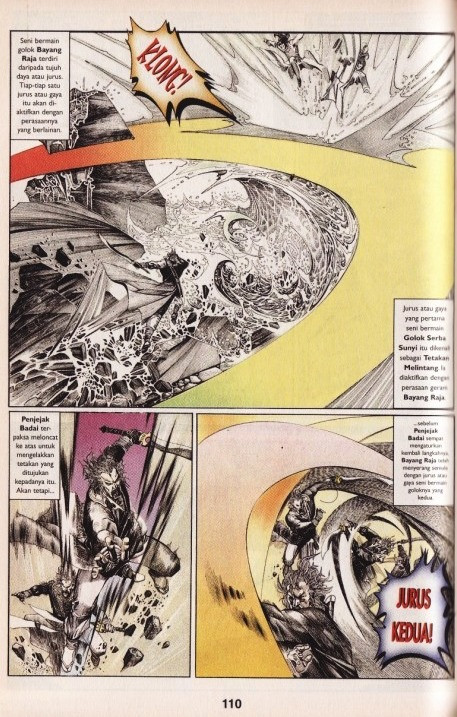 Seni bermain
golok Bayang
Raja terdiri
daripada tujuh
daya atau jurus.
Tiap-tiap satu
jurus atau gaya
itu akan di-
aktifkan dengan
perasaannya
yang berlainan.
KLONG!
Jurus atau gaya
yang pertama
seni bermain
Golok Serba
Sunyi itu dikenali
sebagai Tetakan
Melintang. Ia
diaktifkan dengan
perasaan geram
Bayang Raja.
Penjejak
Badai ter-
paksa meloncat
ke atas untuk
mengelakkan
tetakan yang
ditujukan
kepadanya itu.
Akan tetapi...
...sebelum
Penjejak
Badai sempat
mengaturkan
kembali langkahnya,
Bayang Raja telah
menyerang semula
dengan jurus atau
gaya seni bermain
goloknya yang
kedua.
JURUS
KEDUA!
110